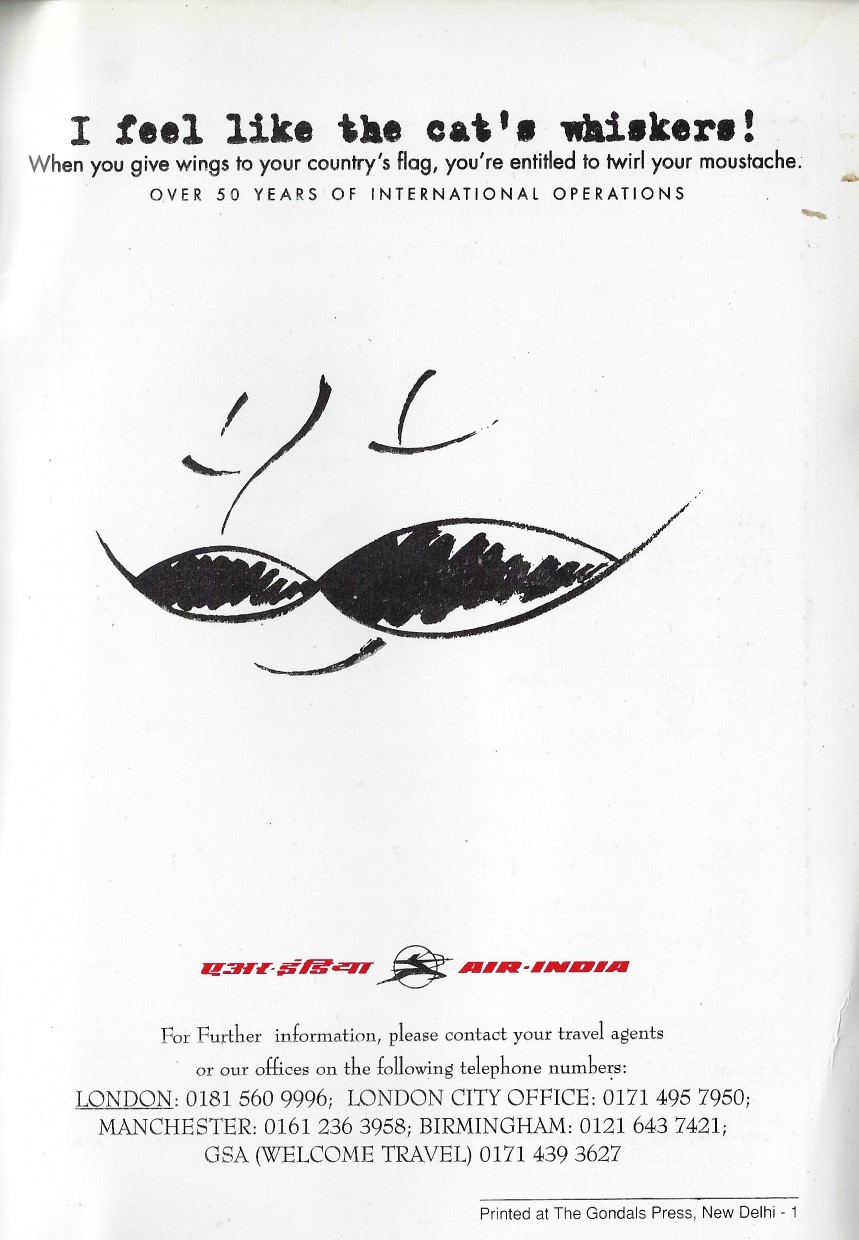 I feel like the cat's whiskers!
When you give wings to your country's flag, you're entitled to twirl your moustache.
OVER 50 YEARS OF INTERNATIONAL OPERATIONS
एअर-इंडिया AIR-INDIA
For Further information, please contact your travel agents
or our offices on the following telephone numbers:
LONDON: 0181 560 9996; LONDON CITY OFFICE: 0171 495 7950;
MANCHESTER: 0161 236 3958; BIRMINGHAM: 0121 643 7421;
GSA (WELCOME TRAVEL) 0171 439 3627
Printed at The Gondals Press, New Delhi - 1